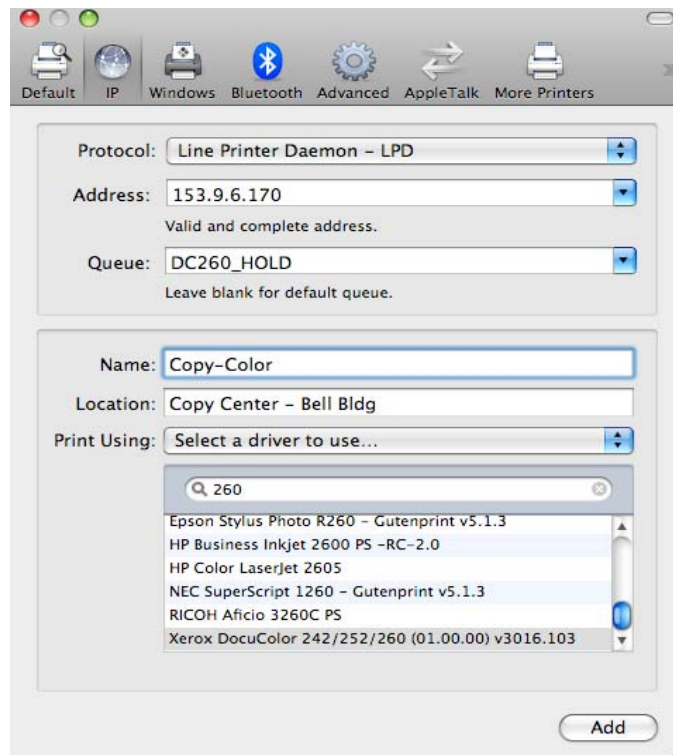 Default IP Windows Bluetooth Advanced AppleTalk More Printers
Protocol: Line Printer Daemon – LPD
Address: 153.9.6.170
Valid and complete address.
Queue: DC260_HOLD
Leave blank for default queue.
Name: Copy-Color
Location: Copy Center – Bell Bldg
Print Using: Select a driver to use...
260
Epson Stylus Photo R260 – Gutenprint v5.1.3
HP Business Inkjet 2600 PS -RC-2.0
HP Color LaserJet 2605
NEC SuperScript 1260 – Gutenprint v5.1.3
RICOH Aficio 3260C PS
Xerox DocuColor 242/252/260 (01.00.00) v3016.103
Add